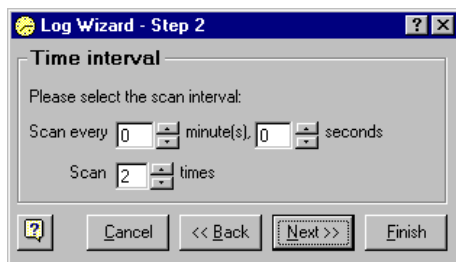 Log Wizard - Step 2
Time interval
Please select the scan interval:
Scan every 0 minute(s), 0 seconds
Scan 2 times
Cancel << Back Next >> Finish